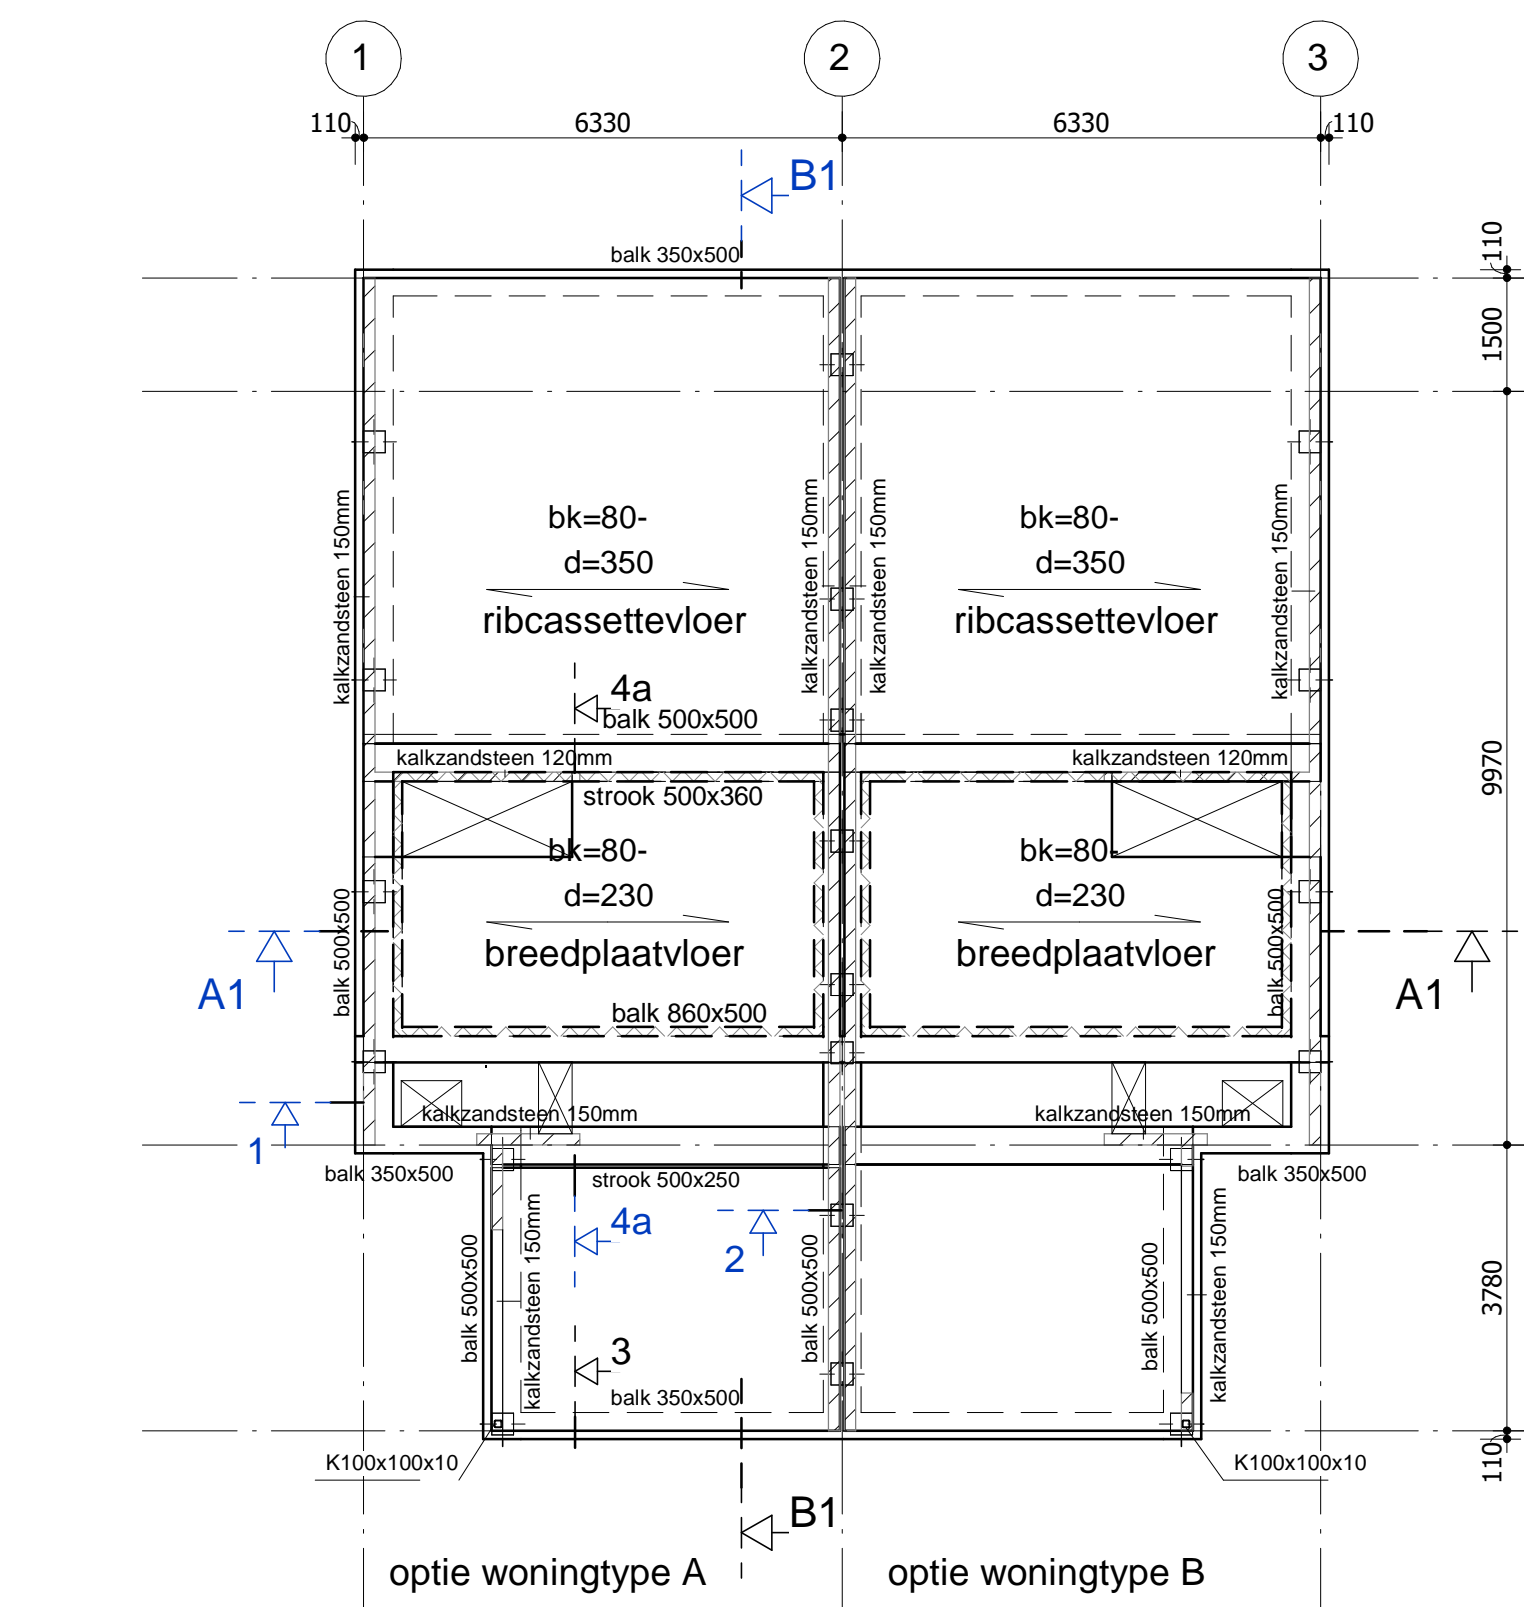 1
2
3
110
6330
6330
110
B1
balk 350x500
110
1500
kalkzandsteen 150mm
kalkzandsteen 150mm
kalkzandsteen 150mm
kalkzandsteen 150mm
bk=80-
d=350
ribcassettevloer
bk=80-
d=350
ribcassettevloer
4a
balk 500x500
kalkzandsteen 120mm
kalkzandsteen 120mm
strook 500x360
9970
bk=80-
d=230
breedplaatvloer
bk=80-
d=230
breedplaatvloer
balk 500x500
balk 500x500
A1
A1
balk 860x500
kalkzandsteen 150mm
kalkzandsteen 150mm
1
balk 350x500
balk 350x500
strook 500x250
4a
2
balk 500x500
kalkzandsteen 150mm
balk 500x500
balk 500x500
kalkzandsteen 150mm
3780
3
balk 350x500
K100x100x10
K100x100x10
110
B1
optie woningtype A
optie woningtype B